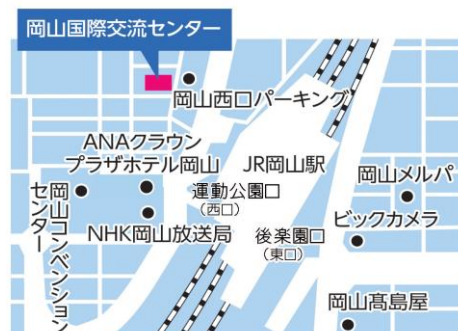 岡山国際交流センター
岡山西口パーキング
ANAクラウン
プラザホテル岡山
JR岡山駅
岡山メルパ
運動公園口
(西口)
岡山コンベンション
センター
NHK岡山放送局
ビックカメラ
後楽園口
(東口)
岡山髙島屋